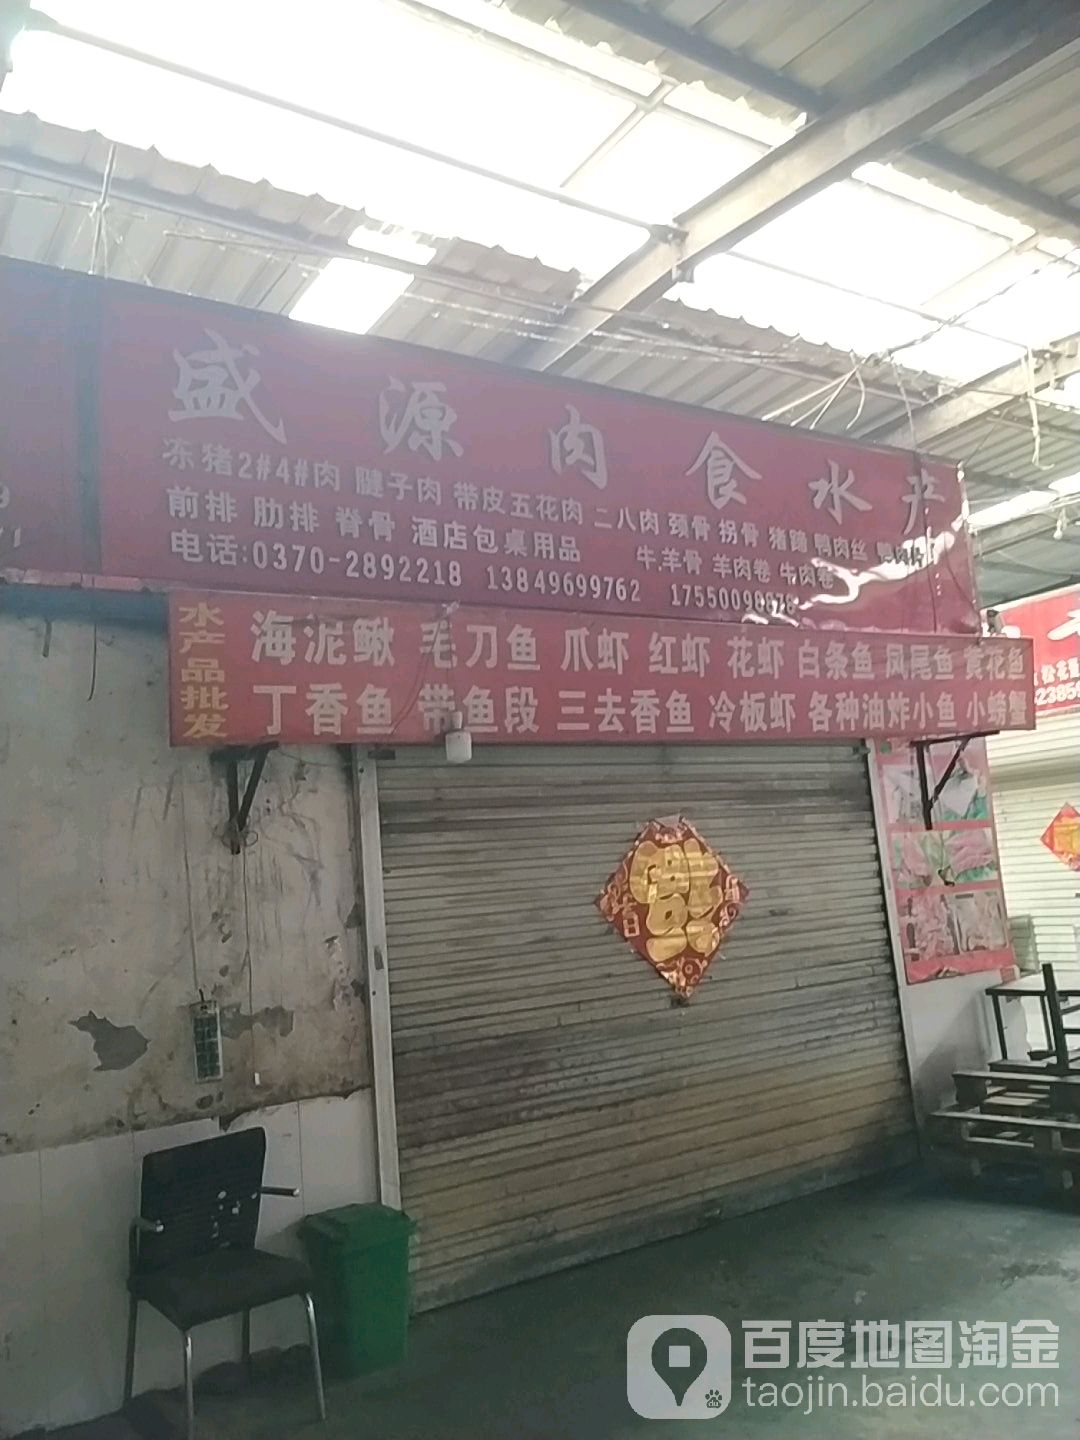 盛源肉食水产
冻猪2#4#肉 腱子肉 带皮五花肉 二八肉 颈骨 拐骨 猪蹄 鸭肉丝
前排 肋排 脊骨 酒店包桌用品 牛.羊骨 羊肉卷 牛肉卷
电话:0370-2892218 13849699762
水产品批发
海泥鳅 毛刀鱼 爪虾 红虾 花虾 白条鱼 凤尾鱼 黄花鱼
丁香鱼 带鱼段 三去香鱼 冷板虾 各种油炸小鱼 小螃蟹
福
百度地图淘金
taojin.baidu.com